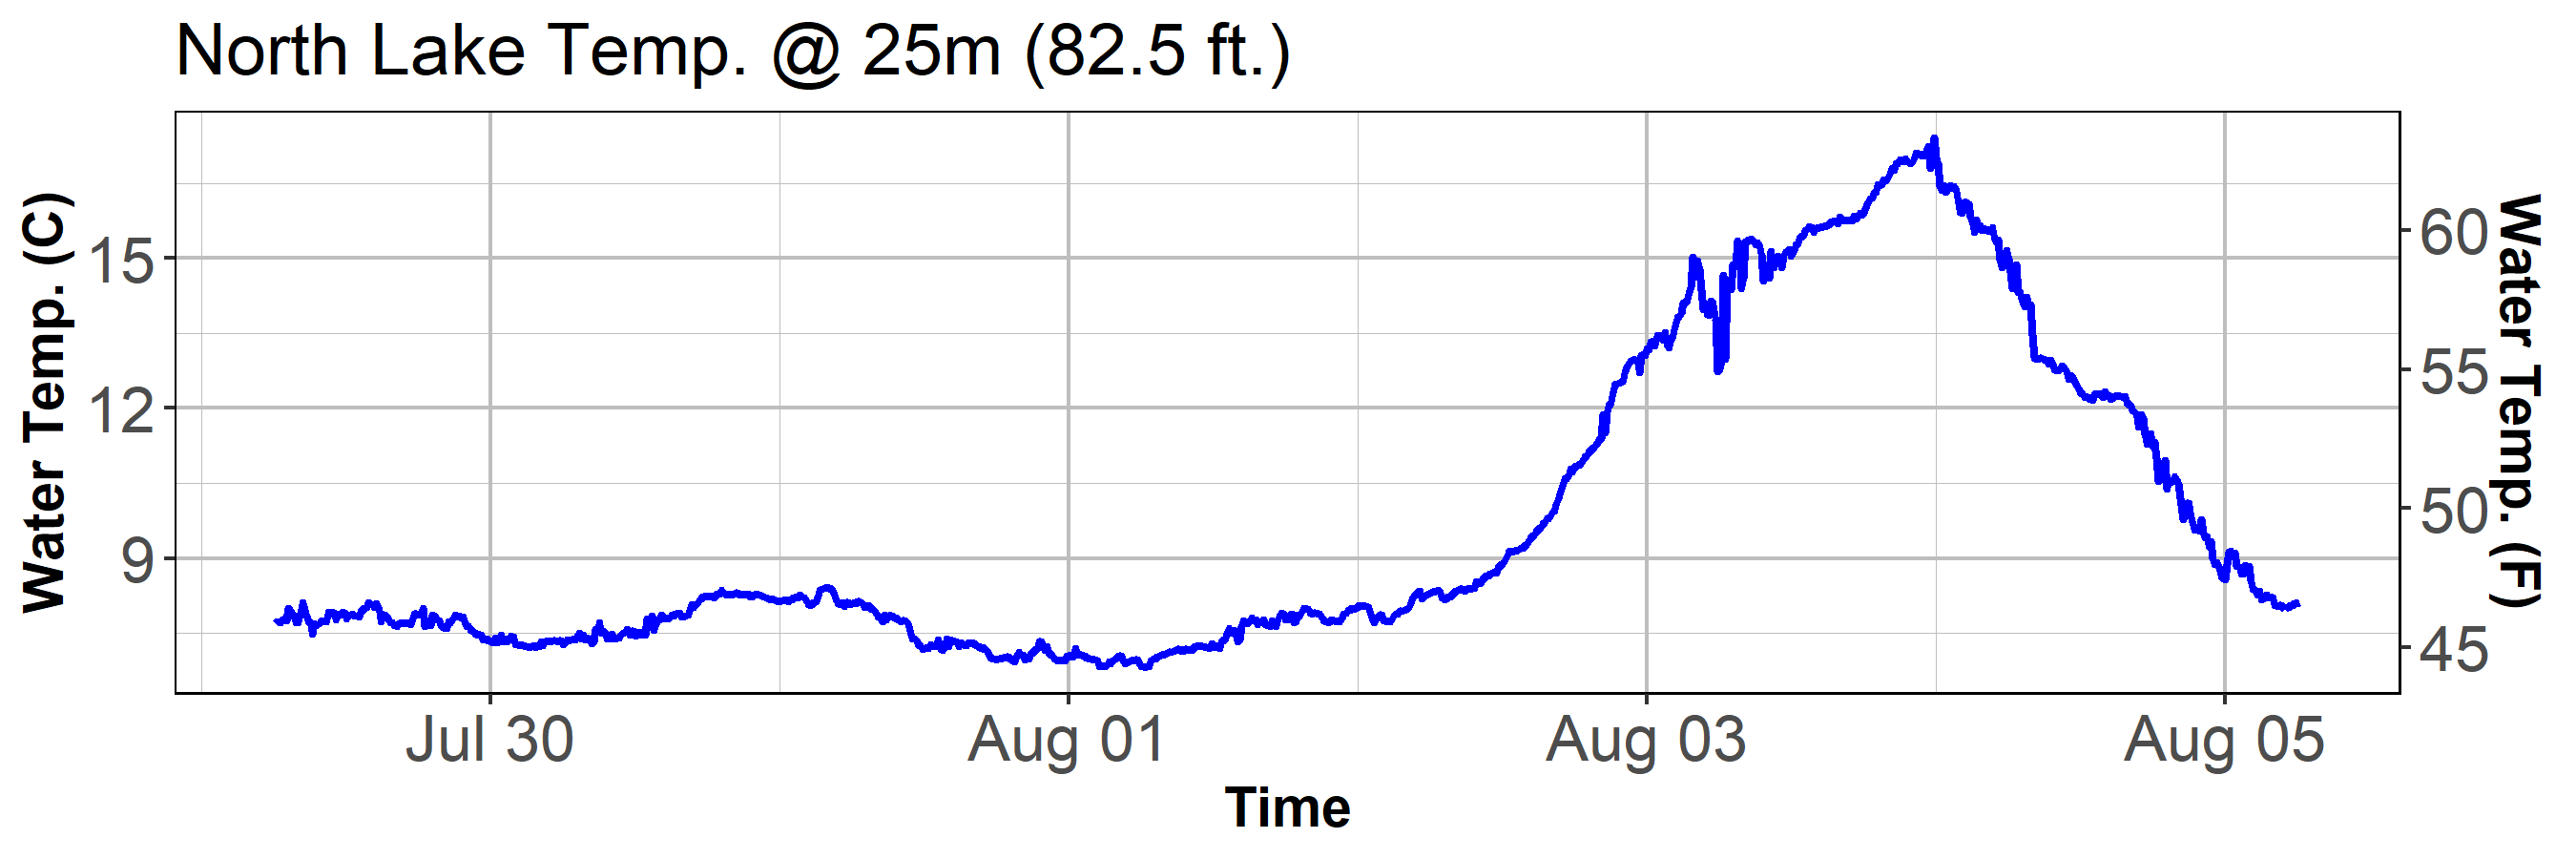 North Lake Temp. @ 25m (82.5 ft.)
Water Temp. (C)
15
12
9
60
55
50
45
Water Temp. (F)
Jul 30 Aug 01 Aug 03 Aug 05
Time